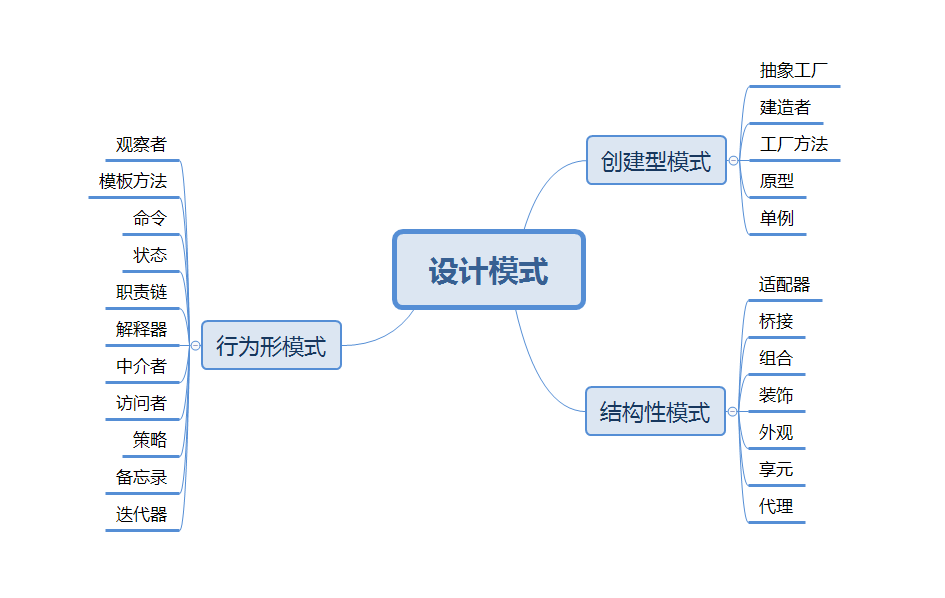 设计模式
创建型模式
抽象工厂
建造者
工厂方法
原型
单例
结构性模式
适配器
桥接
组合
装饰
外观
享元
代理
行为形模式
观察者
模板方法
命令
状态
职责链
解释器
中介者
访问者
策略
备忘录
迭代器